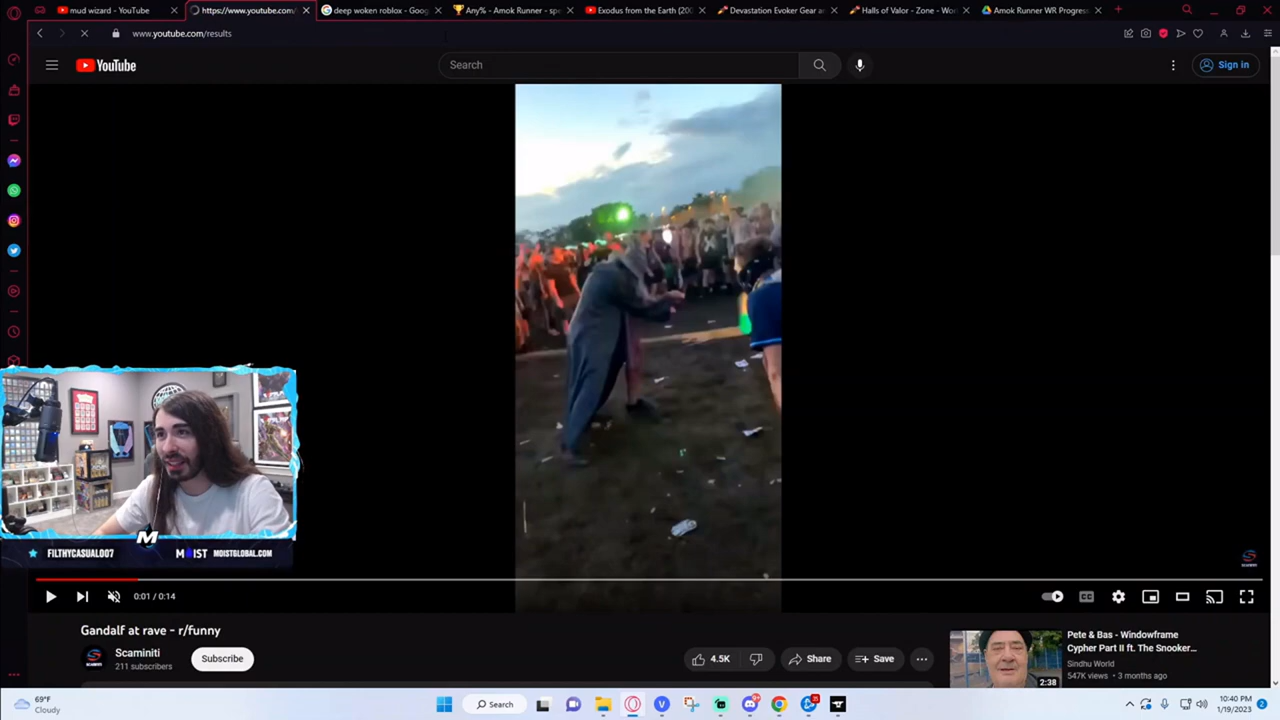 mud wizard - YouTube
https://www.youtube.com/
deep woken roblox - Goog
Any% - Amok Runner - sp
Exodus from the Earth (200
Devastation Evoker Gear a
Halls of Valor - Zone - Wo
Amok Runner WR Progres
www.youtube.com/results
YouTube
Search
Sign in
FILTHYCASUAL007
MOIST
MOISTGLOBAL.COM
SCAMINITI
0:01 / 0:14
Gandalf at rave - r/funny
Scaminiti
211 subscribers
Subscribe
4.5K
Share
Save
Pete & Bas - Windowframe
Cypher Part II ft. The Snooker...
Sindhu World
547K views • 3 months ago
2:38
69°F
Cloudy
Search
10:40 PM
1/19/2023